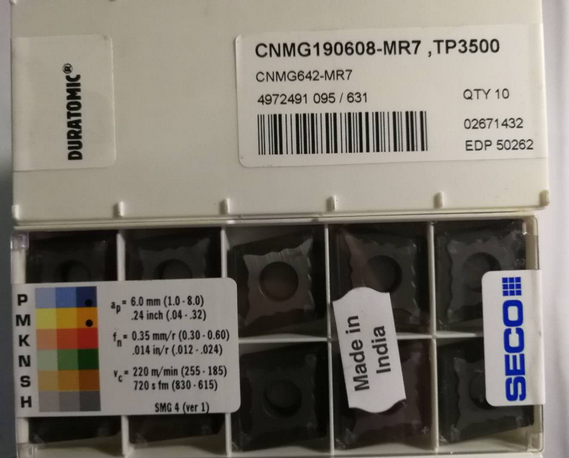 DURATOMIC®
CNMG190608-MR7 ,TP3500
CNMG642-MR7
4972491 095 / 631
QTY 10
02671432
EDP 50262
P
M
K
N
S
H
ap= 6.0 mm (1.0 - 8.0)
.24 inch (.04 - .32)
fn= 0.35 mm/r (0.30 - 0.60)
.014 in/r (.012 - .024)
vc= 220 m/min (255 - 185)
720 s fm (830 - 615)
SMG 4 (ver 1)
Made in
India
SECO